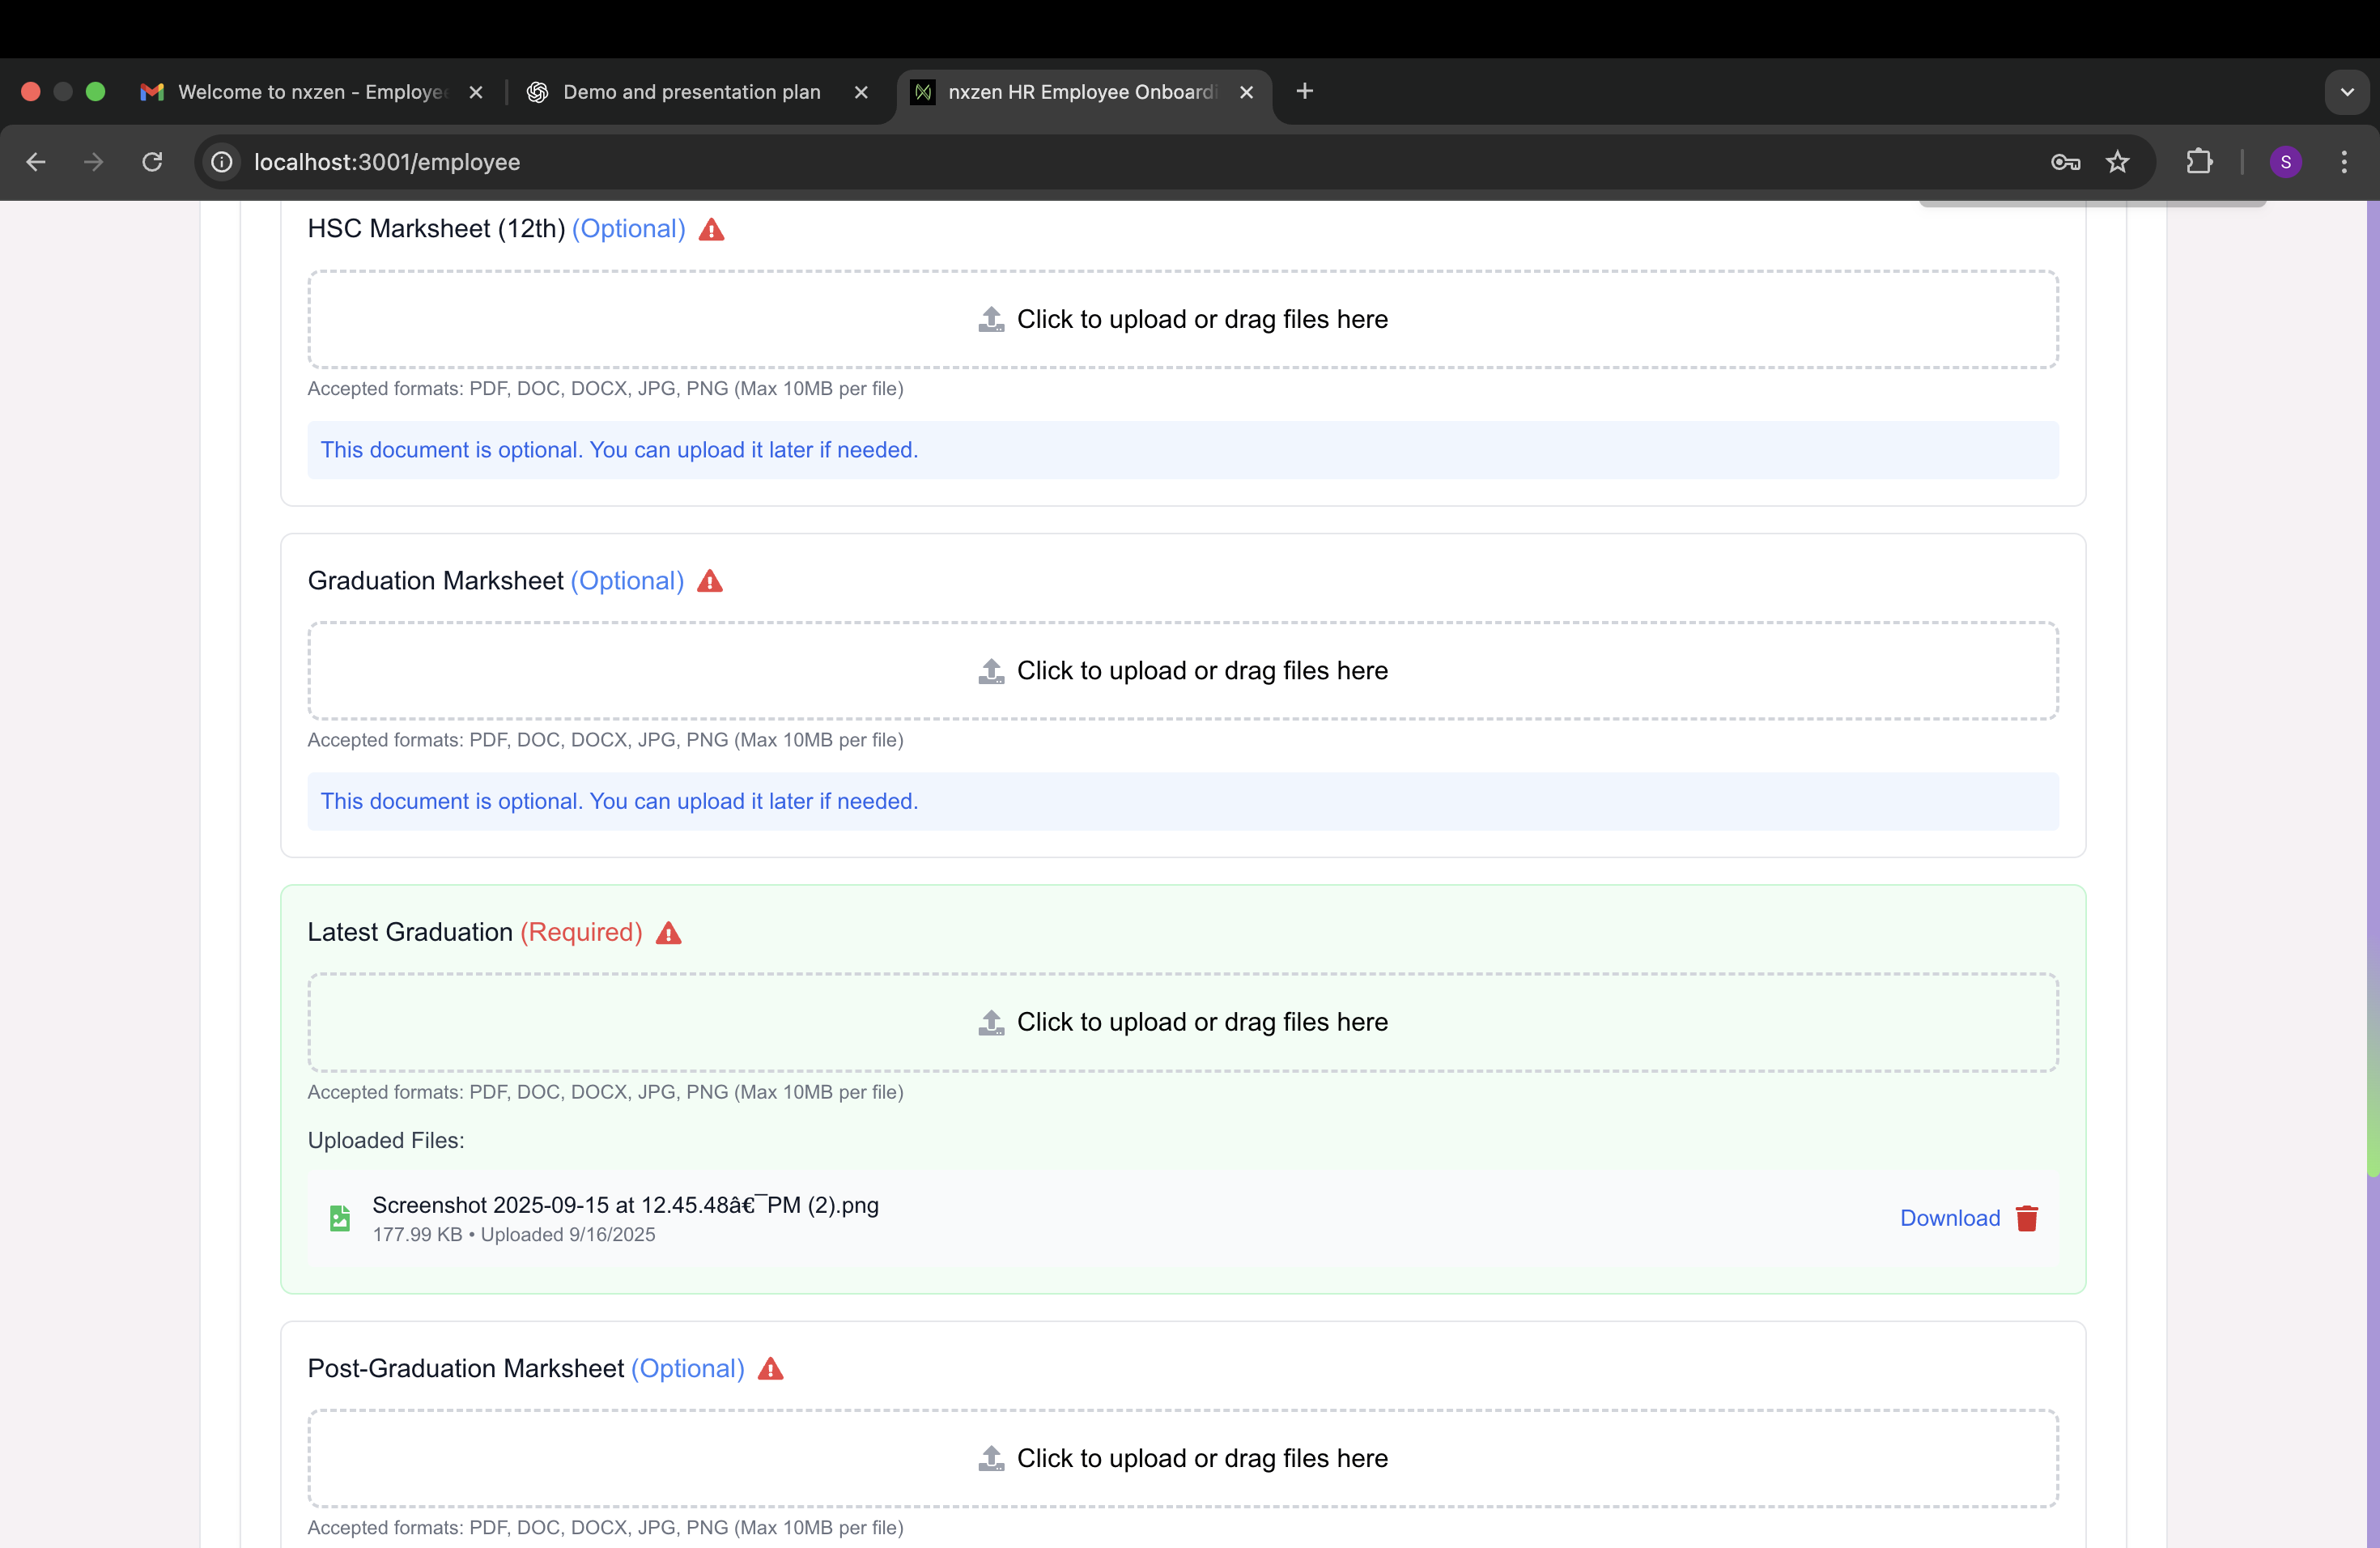 Welcome to nxzen - Employee
Demo and presentation plan
nxzen HR Employee Onboardi
localhost:3001/employee
S
HSC Marksheet (12th) (Optional)
Click to upload or drag files here
Accepted formats: PDF, DOC, DOCX, JPG, PNG (Max 10MB per file)
This document is optional. You can upload it later if needed.
Graduation Marksheet (Optional)
Click to upload or drag files here
Accepted formats: PDF, DOC, DOCX, JPG, PNG (Max 10MB per file)
This document is optional. You can upload it later if needed.
Latest Graduation (Required)
Click to upload or drag files here
Accepted formats: PDF, DOC, DOCX, JPG, PNG (Max 10MB per file)
Uploaded Files:
Screenshot 2025-09-15 at 12.45.48â€¯PM (2).png
177.99 KB • Uploaded 9/16/2025
Download
Post-Graduation Marksheet (Optional)
Click to upload or drag files here
Accepted formats: PDF, DOC, DOCX, JPG, PNG (Max 10MB per file)